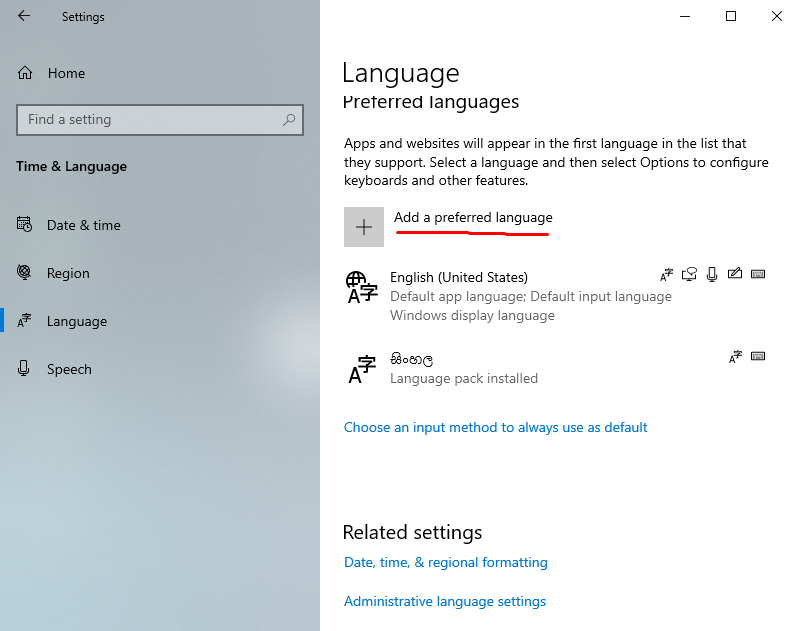 Settings
Home
Find a setting
Time & Language
Date & time
Region
Language
Speech
Language
Preferred languages
Apps and websites will appear in the first language in the list that
they support. Select a language and then select Options to configure
keyboards and other features.
Add a preferred language
English (United States)
Default app language; Default input language
Windows display language
සිංහල
Language pack installed
Choose an input method to always use as default
Related settings
Date, time, & regional formatting
Administrative language settings